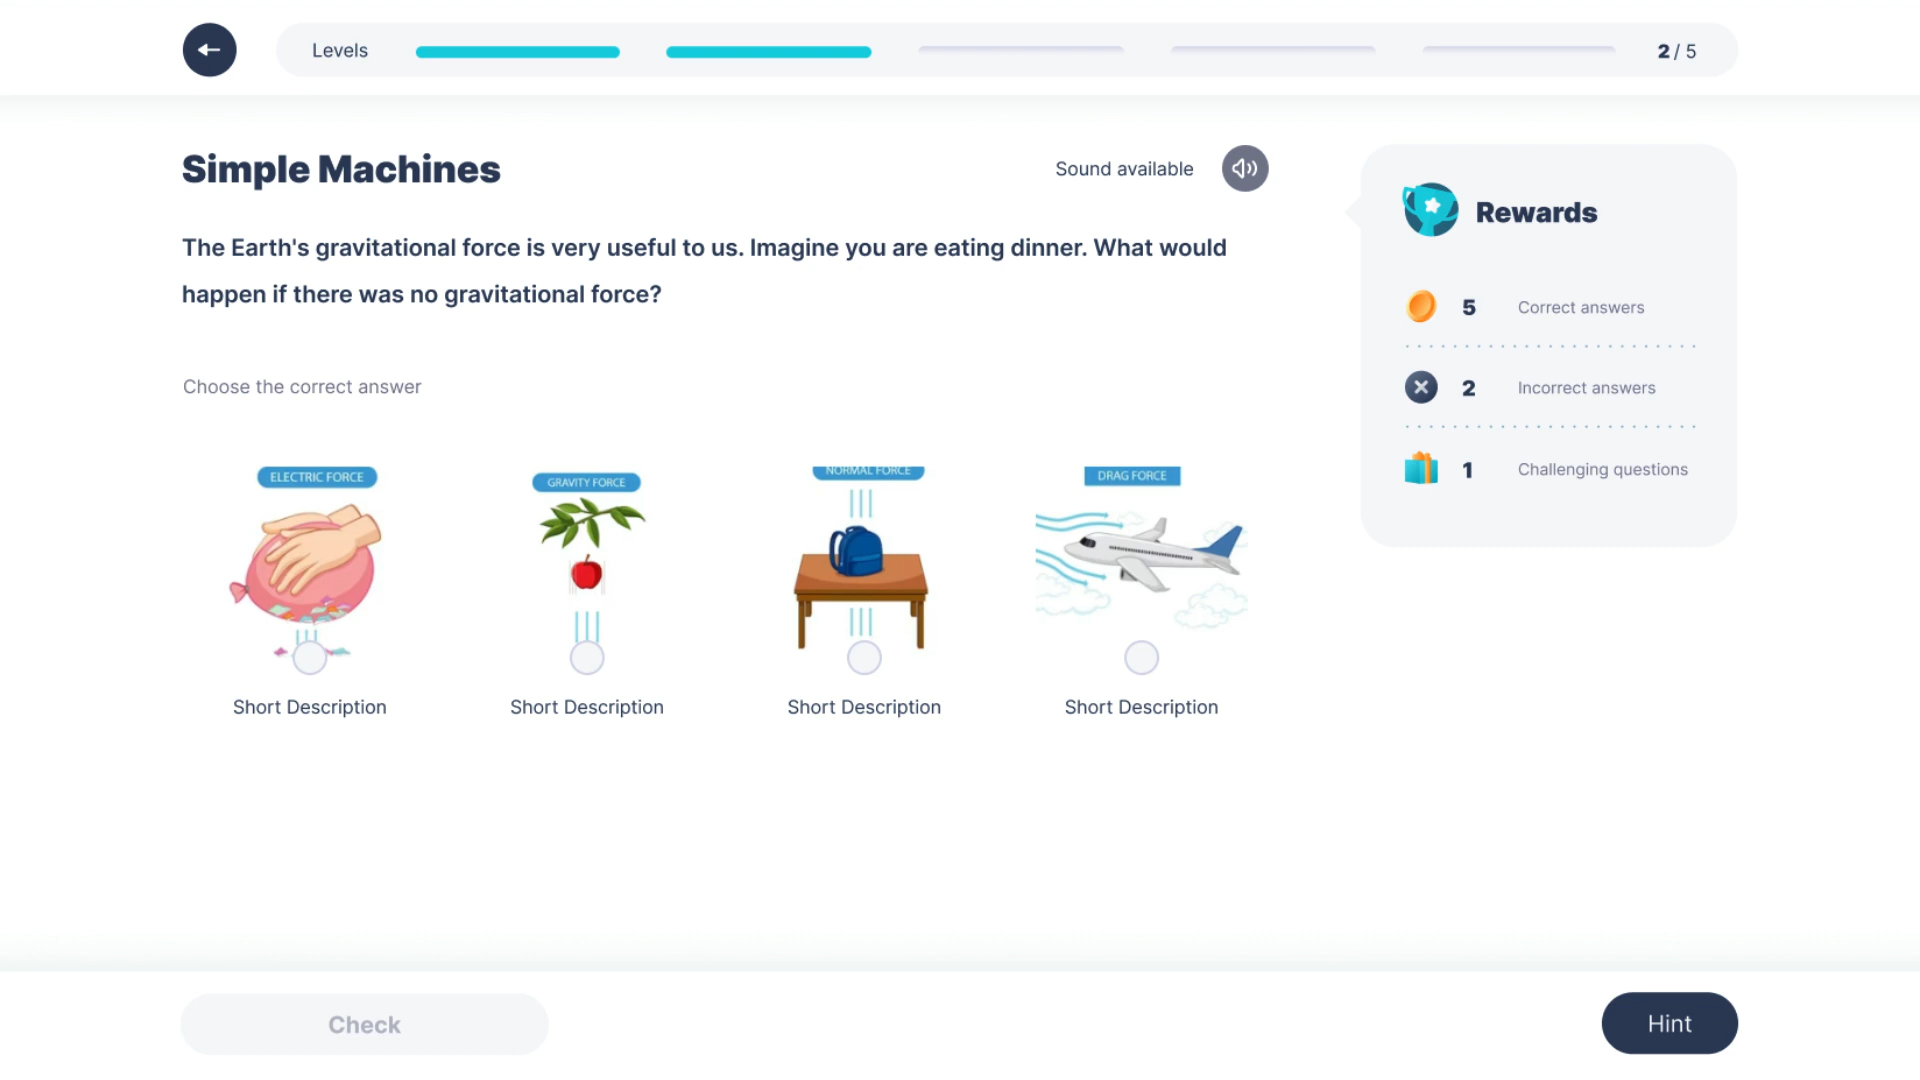 Levels
2 / 5
Simple Machines
Sound available
The Earth's gravitational force is very useful to us. Imagine you are eating dinner. What would
happen if there was no gravitational force?
Choose the correct answer
ELECTRIC FORCE
GRAVITY FORCE
NORMAL FORCE
DRAG FORCE
Short Description
Short Description
Short Description
Short Description
Rewards
5 Correct answers
2 Incorrect answers
1 Challenging questions
Check
Hint